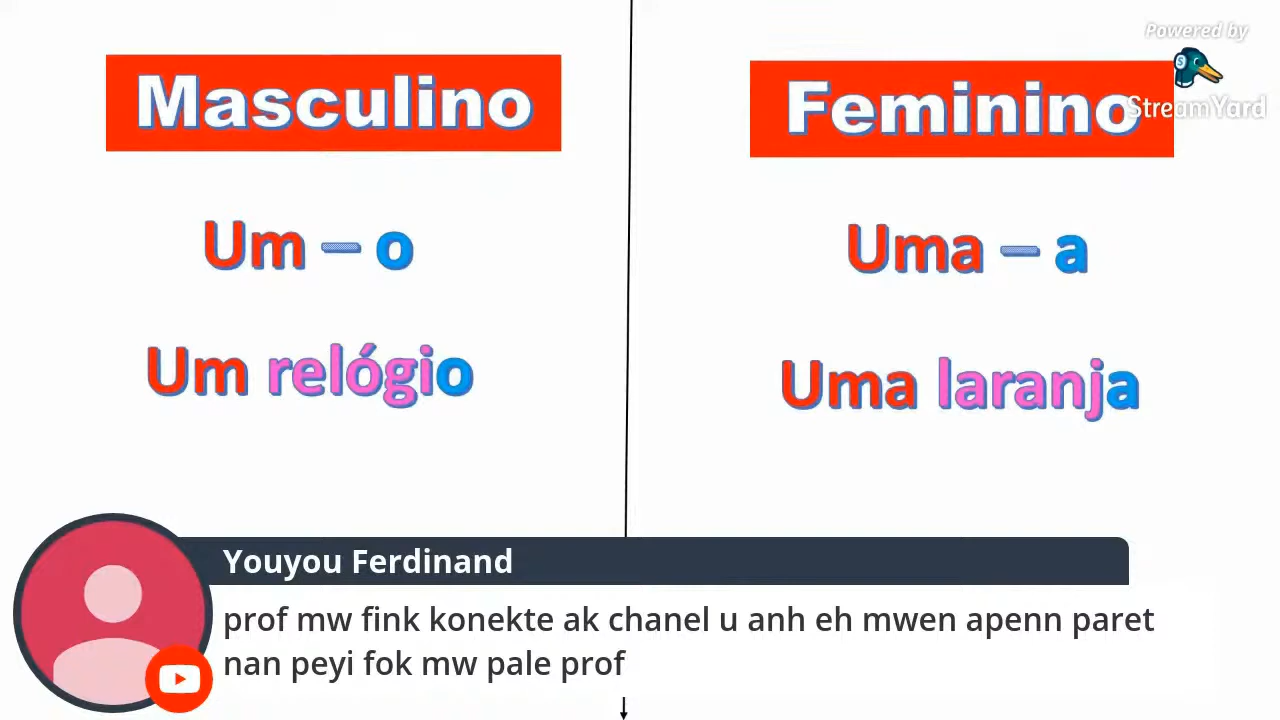 Powered by
StreamYard
Masculino
Feminino
Um – o
Uma – a
Um relógio
Uma laranja
Youyou Ferdinand
prof mw fink konekte ak chanel u anh eh mwen apenn paret
nan peyi fok mw pale prof